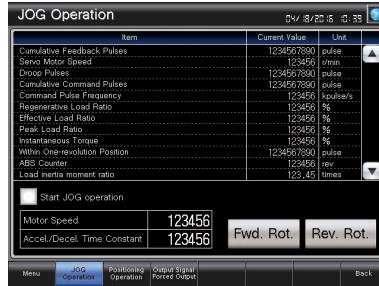 JOG Operation 04/18/2016 10:39
Item Current Value Unit
Cumulative Feedback Pulses 1234567890 pulse
Servo Motor Speed 123456 r/min
Droop Pulses 1234567890 pulse
Cumulative Command Pulses 1234567890 pulse
Command Pulse Frequency 123456 kpulse/s
Regenerative Load Ratio 123456 %
Effective Load Ratio 123456 %
Peak Load Ratio 123456 %
Instantaneous Torque 123456 %
Within One-revolution Position 1234567890 pulse
ABS Counter 123456 rev
Load inertia moment ratio 123.45 times
Start JOG operation
Motor Speed 123456
Accel./Decel. Time Constant 123456
Fwd. Rot. Rev. Rot.
Menu JOG Operation Positioning Operation Output Signal Forced Output Back